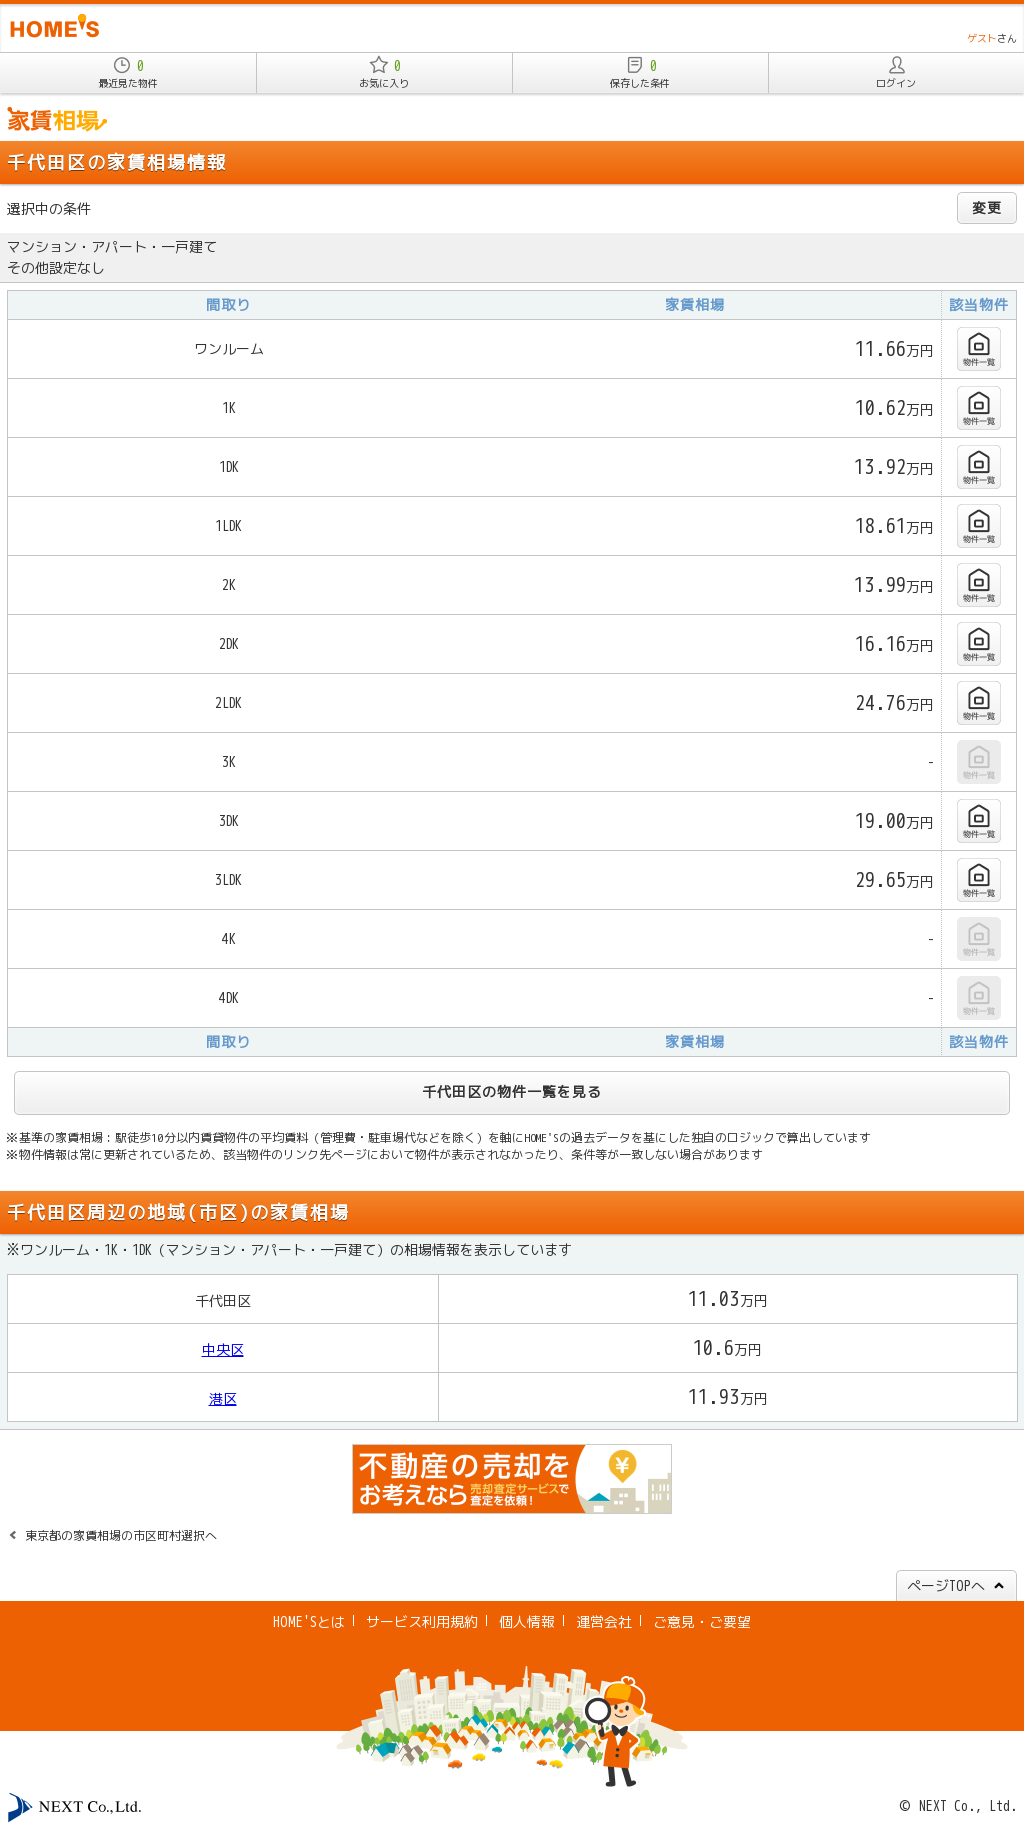 HOME'S
ゲストさん
0
最近見た物件
0
お気に入り
0
保存した条件
ログイン
家賃相場
千代田区の家賃相場情報
選択中の条件
変更
マンション・アパート・一戸建て
その他設定なし
間取り 家賃相場 該当物件
ワンルーム 11.66万円 物件一覧
1K 10.62万円 物件一覧
1DK 13.92万円 物件一覧
1LDK 18.61万円 物件一覧
2K 13.99万円 物件一覧
2DK 16.16万円 物件一覧
2LDK 24.76万円 物件一覧
3K - 物件一覧
3DK 19.00万円 物件一覧
3LDK 29.65万円 物件一覧
4K - 物件一覧
4DK - 物件一覧
間取り 家賃相場 該当物件
千代田区の物件一覧を見る
※基準の家賃相場：駅徒歩10分以内賃貸物件の平均賃料（管理費・駐車場代などを除く）を軸にHOME'Sの過去データを基にした独自のロジックで算出しています
※物件情報は常に更新されているため、該当物件のリンク先ページにおいて物件が表示されなかったり、条件等が一致しない場合があります
千代田区周辺の地域(市区)の家賃相場
※ワンルーム・1K・1DK（マンション・アパート・一戸建て）の相場情報を表示しています
千代田区 11.03万円
中央区 10.6万円
港区 11.93万円
不動産の売却を
お考えなら 売却査定サービスで
査定を依頼!
¥
東京都の家賃相場の市区町村選択へ
ページTOPへ
HOME'Sとは サービス利用規約 個人情報 運営会社 ご意見・ご要望
NEXT Co.,Ltd.
© NEXT Co., Ltd.